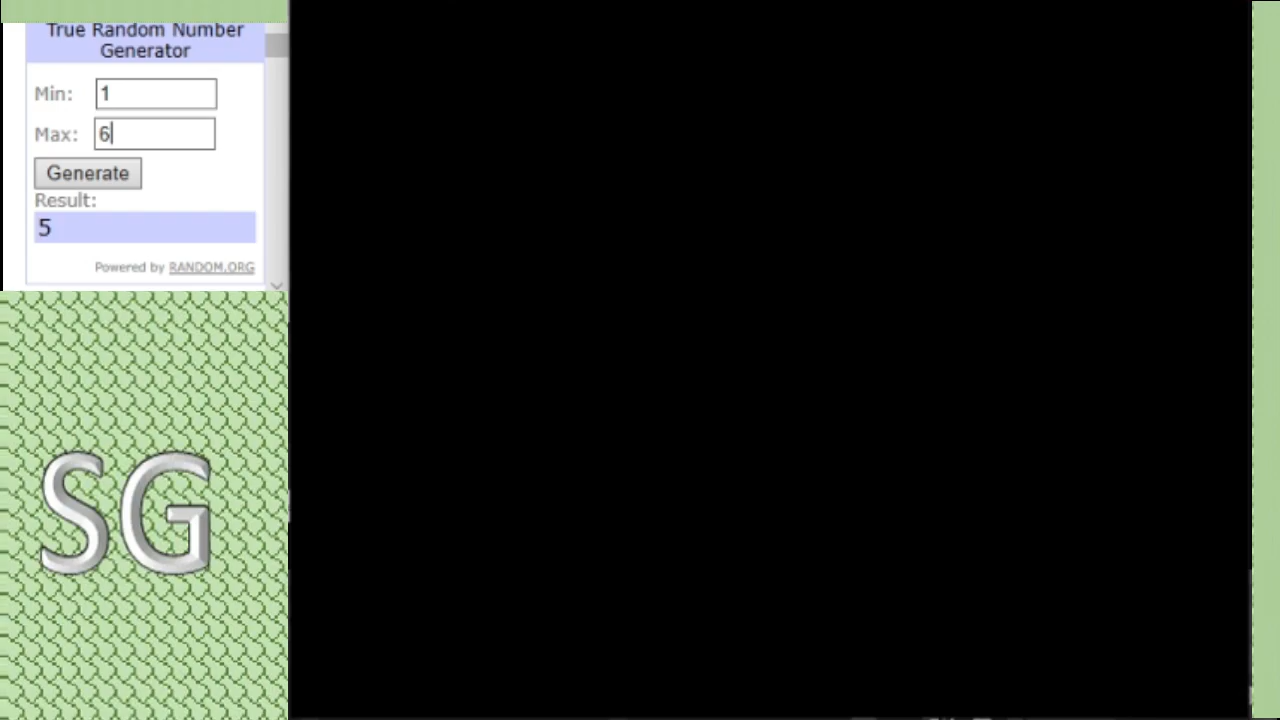 True Random Number
Generator
Min: 1
Max: 6
Generate
Result:
5
Powered by RANDOM.ORG
SG